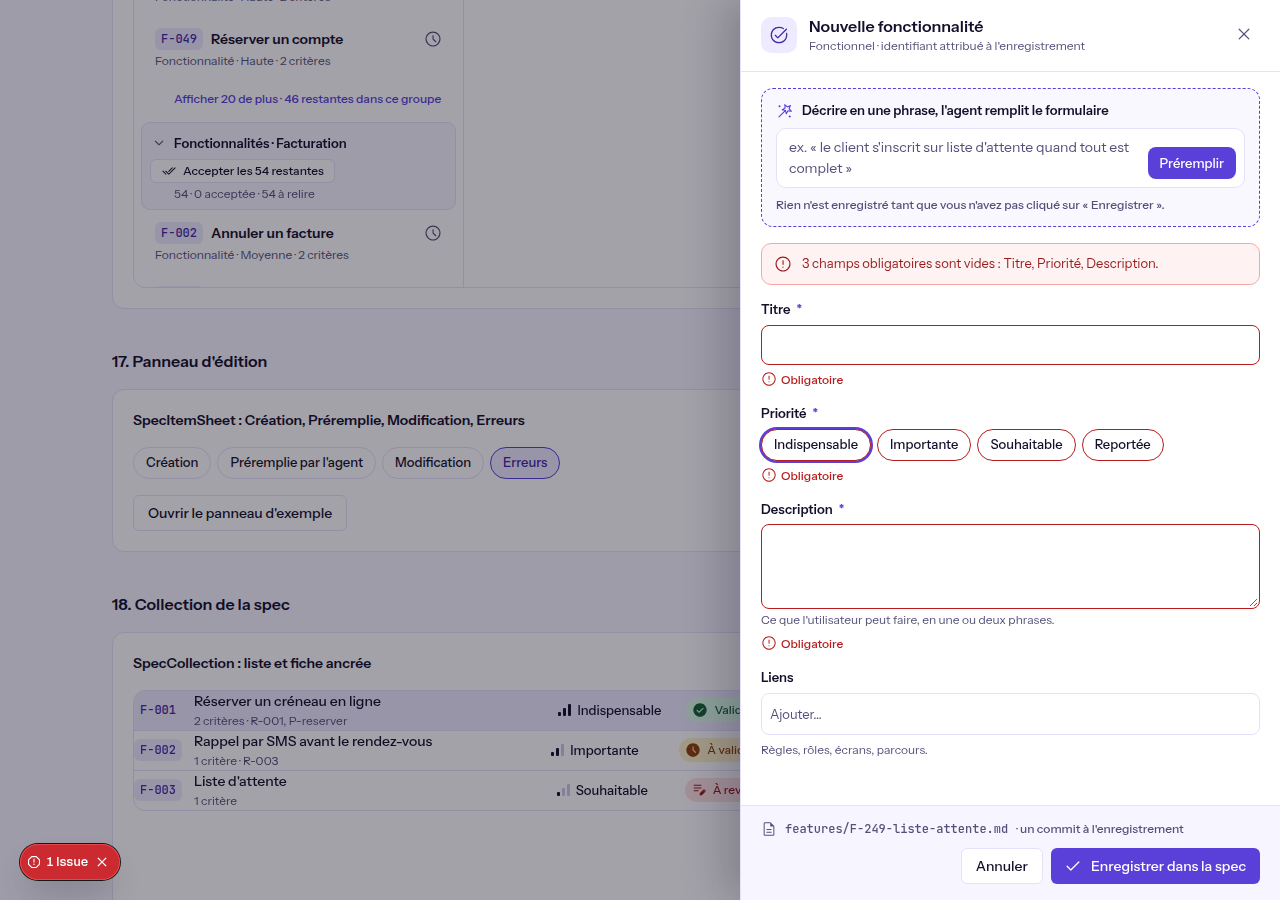 F-049 Réserver un compte
Fonctionnalité · Haute · 2 critères
Afficher 20 de plus · 46 restantes dans ce groupe
Fonctionnalités · Facturation
Accepter les 54 restantes
54 · 0 acceptée · 54 à relire
F-002 Annuler un facture
Fonctionnalité · Moyenne · 2 critères
17. Panneau d'édition
SpecItemSheet : Création, Préremplie, Modification, Erreurs
Création Préremplie par l'agent Modification Erreurs
Ouvrir le panneau d'exemple
18. Collection de la spec
SpecCollection : liste et fiche ancrée
F-001 Réserver un créneau en ligne Indispensable
2 critères · R-001, P-reserver
F-002 Rappel par SMS avant le rendez-vous Importante
1 critère · R-003
F-003 Liste d'attente Souhaitable
1 critère
1 Issue
Nouvelle fonctionnalité
Fonctionnel · identifiant attribué à l'enregistrement
Décrire en une phrase, l'agent remplit le formulaire
ex. « le client s'inscrit sur liste d'attente quand tout est
complet »
Préremplir
Rien n'est enregistré tant que vous n'avez pas cliqué sur « Enregistrer ».
3 champs obligatoires sont vides : Titre, Priorité, Description.
Titre *
Obligatoire
Priorité *
Indispensable Importante Souhaitable Reportée
Obligatoire
Description *
Ce que l'utilisateur peut faire, en une ou deux phrases.
Obligatoire
Liens
Ajouter...
Règles, rôles, écrans, parcours.
features/F-249-liste-attente.md · un commit à l'enregistrement
Annuler Enregistrer dans la spec